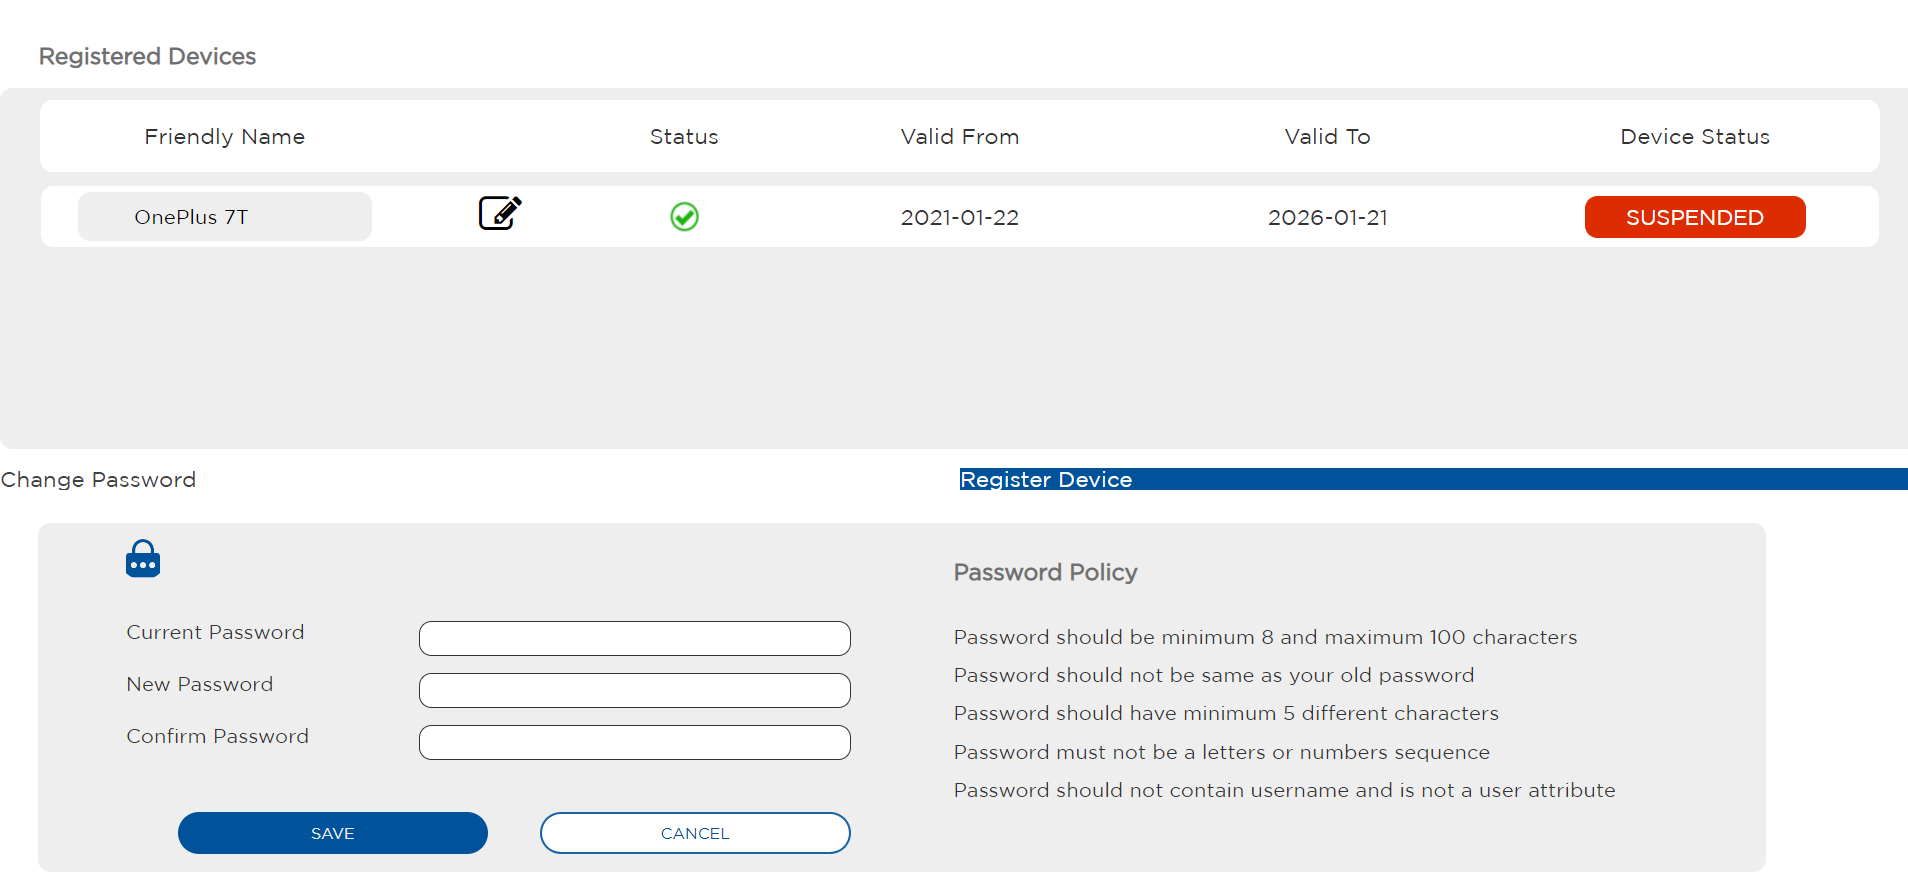 Registered Devices
Friendly Name Status Valid From Valid To Device Status
OnePlus 7T 2021-01-22 2026-01-21 SUSPENDED
Change Password Register Device
Password Policy
Current Password
New Password
Confirm Password
Password should be minimum 8 and maximum 100 characters
Password should not be same as your old password
Password should have minimum 5 different characters
Password must not be a letters or numbers sequence
Password should not contain username and is not a user attribute
SAVE CANCEL